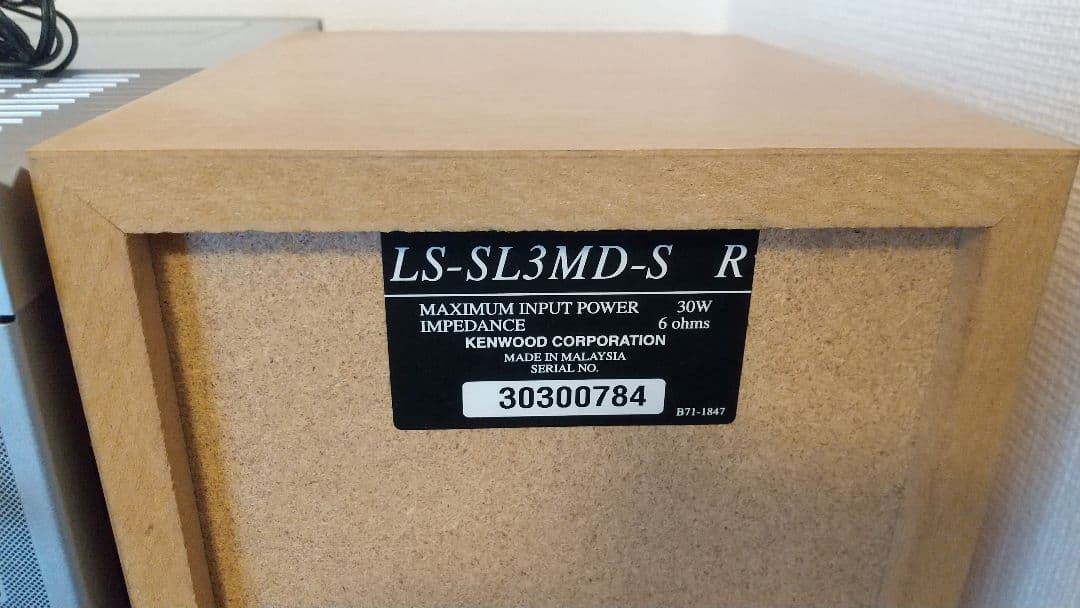 LS-SL3MD-S R
MAXIMUM INPUT POWER 30W
IMPEDANCE 6 ohms
KENWOOD CORPORATION
MADE IN MALAYSIA
SERIAL NO.
30300784
B71-1847